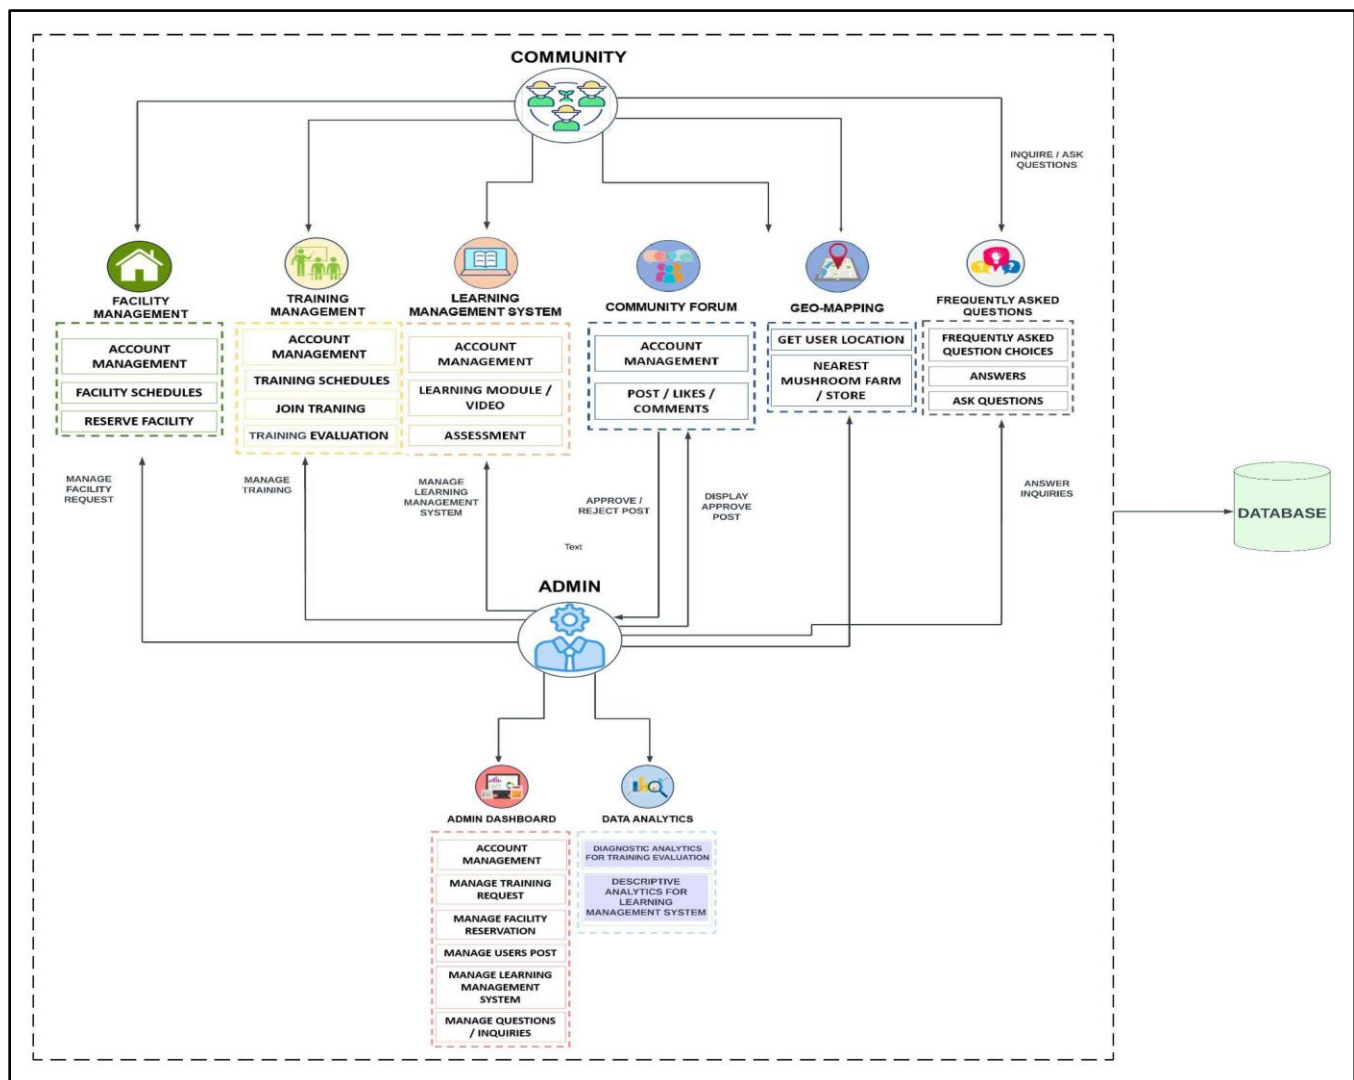 COMMUNITY
INQUIRE / ASK
QUESTIONS
FACILITY
MANAGEMENT
ACCOUNT
MANAGEMENT
FACILITY SCHEDULES
RESERVE FACILITY
TRAINING
MANAGEMENT
ACCOUNT
MANAGEMENT
TRAINING SCHEDULES
JOIN TRANING
TRAINING EVALUATION
LEARNING
MANAGEMENT SYSTEM
ACCOUNT
MANAGEMENT
LEARNING MODULE /
VIDEO
ASSESSMENT
COMMUNITY FORUM
ACCOUNT
MANAGEMENT
POST / LIKES /
COMMENTS
GEO-MAPPING
GET USER LOCATION
NEAREST
MUSHROOM FARM
/ STORE
FREQUENTLY ASKED
QUESTIONS
FREQUENTLY ASKED
QUESTION CHOICES
ANSWERS
ASK QUESTIONS
MANAGE
FACILITY
REQUEST
MANAGE
TRAINING
MANAGE
LEARNING
MANAGEMENT
SYSTEM
APPROVE /
REJECT POST
DISPLAY
APPROVE
POST
ANSWER
INQUIRIES
DATABASE
Text
ADMIN
ADMIN DASHBOARD
ACCOUNT
MANAGEMENT
MANAGE TRAINING
REQUEST
MANAGE FACILITY
RESERVATION
MANAGE USERS POST
MANAGE LEARNING
MANAGEMENT
SYSTEM
MANAGE QUESTIONS
/ INQUIRIES
DATA ANALYTICS
DIAGNOSTIC ANALYTICS
FOR TRAINING EVALUATION
DESCRIPTIVE
ANALYTICS FOR
LEARNING
MANAGEMENT SYSTEM